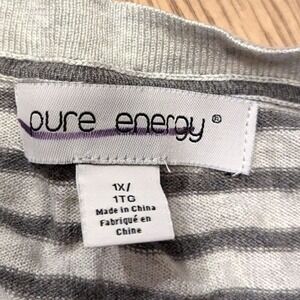 pure energy®
1X/
1TG
Made in China
Fabriqué en
Chine